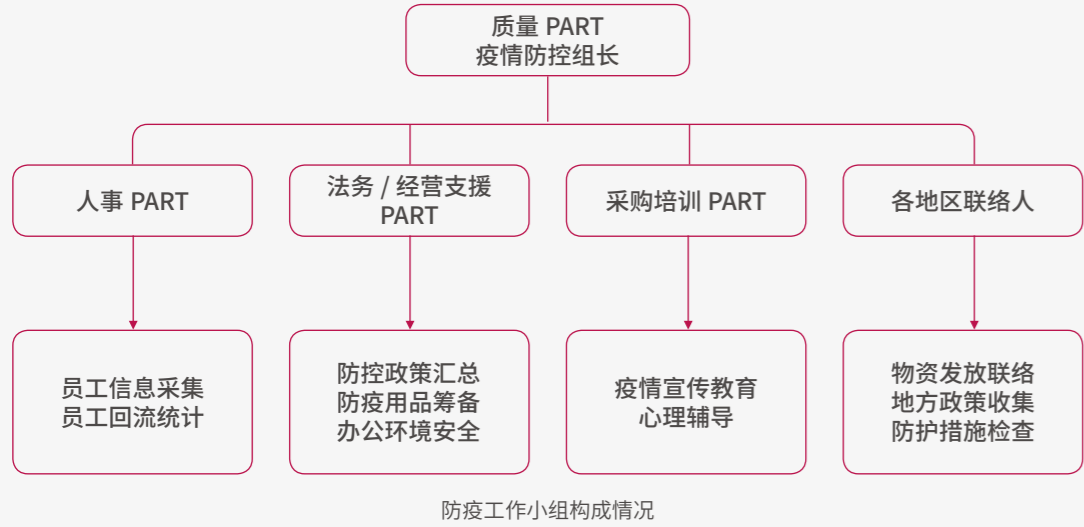 质量 PART
疫情防控组长
人事 PART
法务 / 经营支援
PART
采购培训 PART
各地区联络人
员工信息采集
员工回流统计
防控政策汇总
防疫用品筹备
办公环境安全
疫情宣传教育
心理辅导
物资发放联络
地方政策收集
防护措施检查
防疫工作小组构成情况